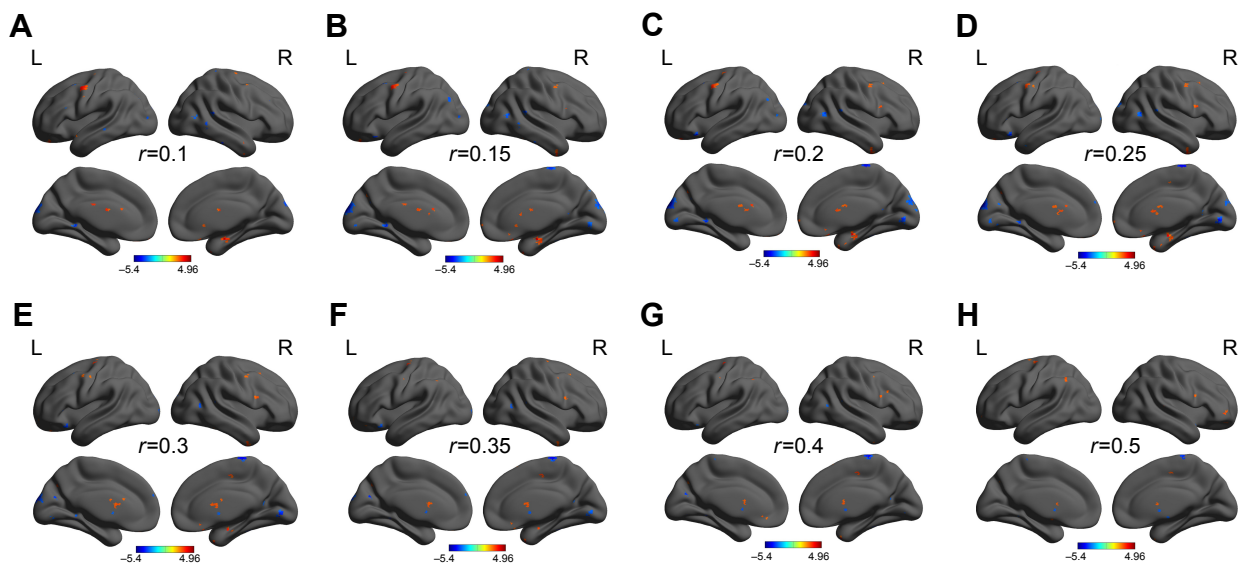 A B C D
L R L R L R L R
r=0.1 r=0.15 r=0.2 r=0.25
−5.4 4.96 −5.4 4.96 −5.4 4.96 −5.4 4.96
E F G H
L R L R L R L R
r=0.3 r=0.35 r=0.4 r=0.5
−5.4 4.96 −5.4 4.96 −5.4 4.96 −5.4 4.96